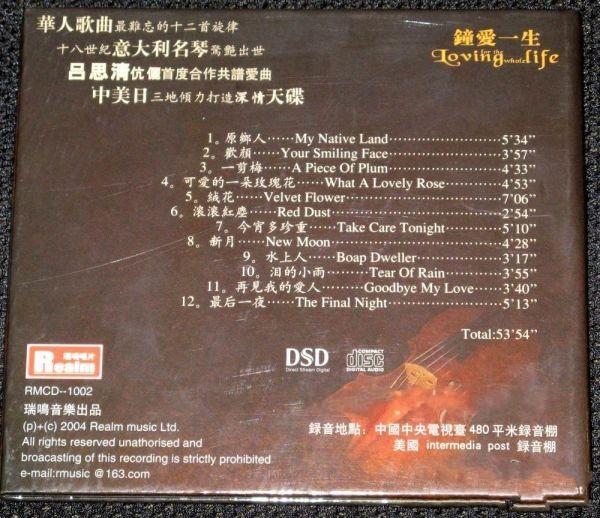 華人歌曲最難忘的十二首旋律
十八世紀意大利名琴驚艷出世
吕思清伉儷首度合作共譜愛曲
中美日三地傾力打造深情天碟
鐘愛一生
Loving for the whole life
1。原鄉人……My Native Land……5'34"
2。歡顔……Your Smiling Face……3'57"
3。一剪梅……A Piece Of Plum……4'33"
4。可愛的一朵玫瑰花……What A Lovely Rose……4'53"
5。絨花……Velvet Flower……7'06"
6。滾滾紅塵……Red Dust……2'54"
7。今宵多珍重……Take Care Tonight……5'10"
8。新月……New Moon……4'28"
9。水上人……Boap Dweller……3'17"
10。泪的小雨……Tear Of Rain……3'55"
11。再見我的愛人……Goodbye My Love……3'40"
12。最后一夜……The Final Night……5'13"
Total:53'54"
瑞鳴唱片
Realm
DSD
Direct Stream Digital
COMPACT
disc
DIGITAL AUDIO
RMCD--1002
瑞鳴音樂出品
(p)+(c) 2004 Realm music Ltd.
All rights reserved unathorised and
broacasting of this recording is strictly prohibited
e-mail:rmusic @163.com
録音地點：中國中央電視臺480平米録音棚
美國 intermedia post 録音棚